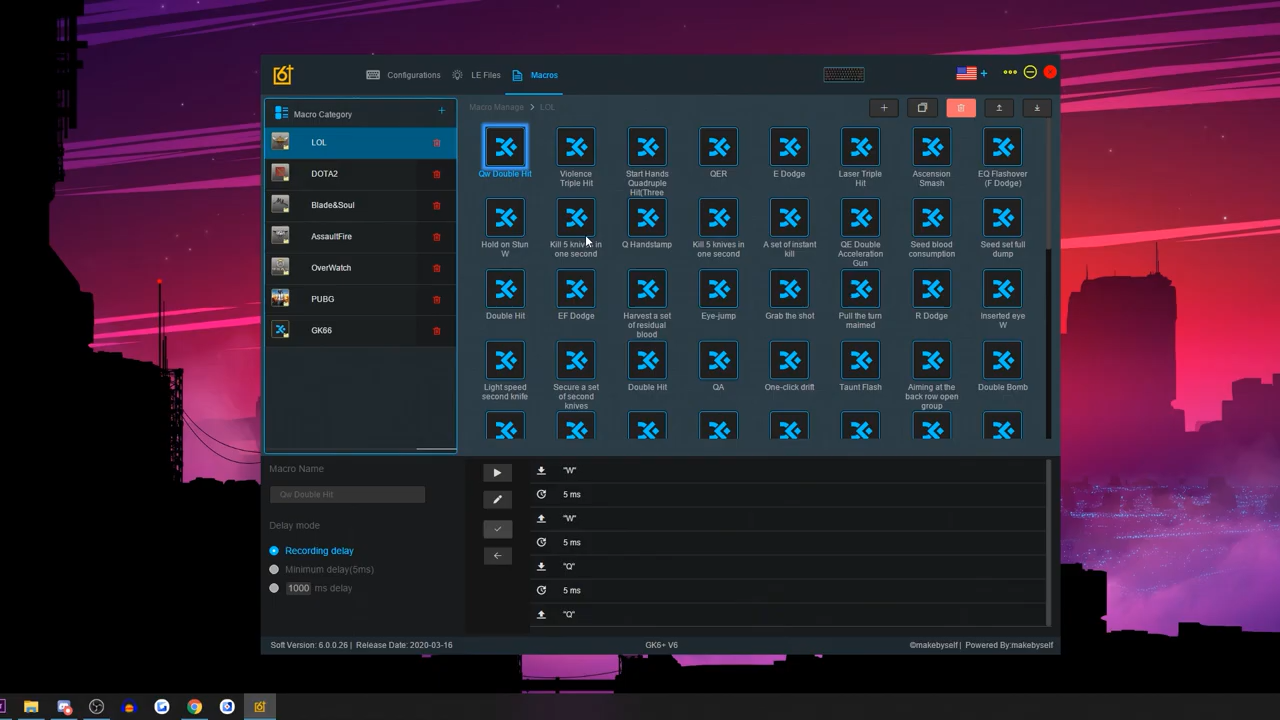 Configurations
LE Files
Macros
Macro Category
LOL
DOTA2
Blade&Soul
AssaultFire
OverWatch
PUBG
GK66
Macro Manage > LOL
Qw Double Hit
Violence
Triple Hit
Start Hands
Quadruple
Hit(Three
QER
E Dodge
Laser Triple
Hit
Ascension
Smash
EQ Flashover
(F Dodge)
Hold on Stun
W
Kill 5 knives in
one second
Q Handstamp
Kill 5 knives in
one second
A set of instant
kill
QE Double
Acceleration
Gun
Seed blood
consumption
Seed set full
dump
Double Hit
EF Dodge
Harvest a set
of residual
blood
Eye-jump
Grab the shot
Pull the turn
maimed
R Dodge
Inserted eye
W
Light speed
second knife
Secure a set
of second
knives
Double Hit
QA
One-click drift
Taunt Flash
Aiming at the
back row open
group
Double Bomb
Macro Name
Qw Double Hit
Delay mode
Recording delay
Minimum delay(5ms)
1000 ms delay
"W"
5 ms
"W"
5 ms
"Q"
5 ms
"Q"
Soft Version: 6.0.0.26 | Release Date: 2020-03-16
GK6+ V6
©makebyself | Powered By:makebyself